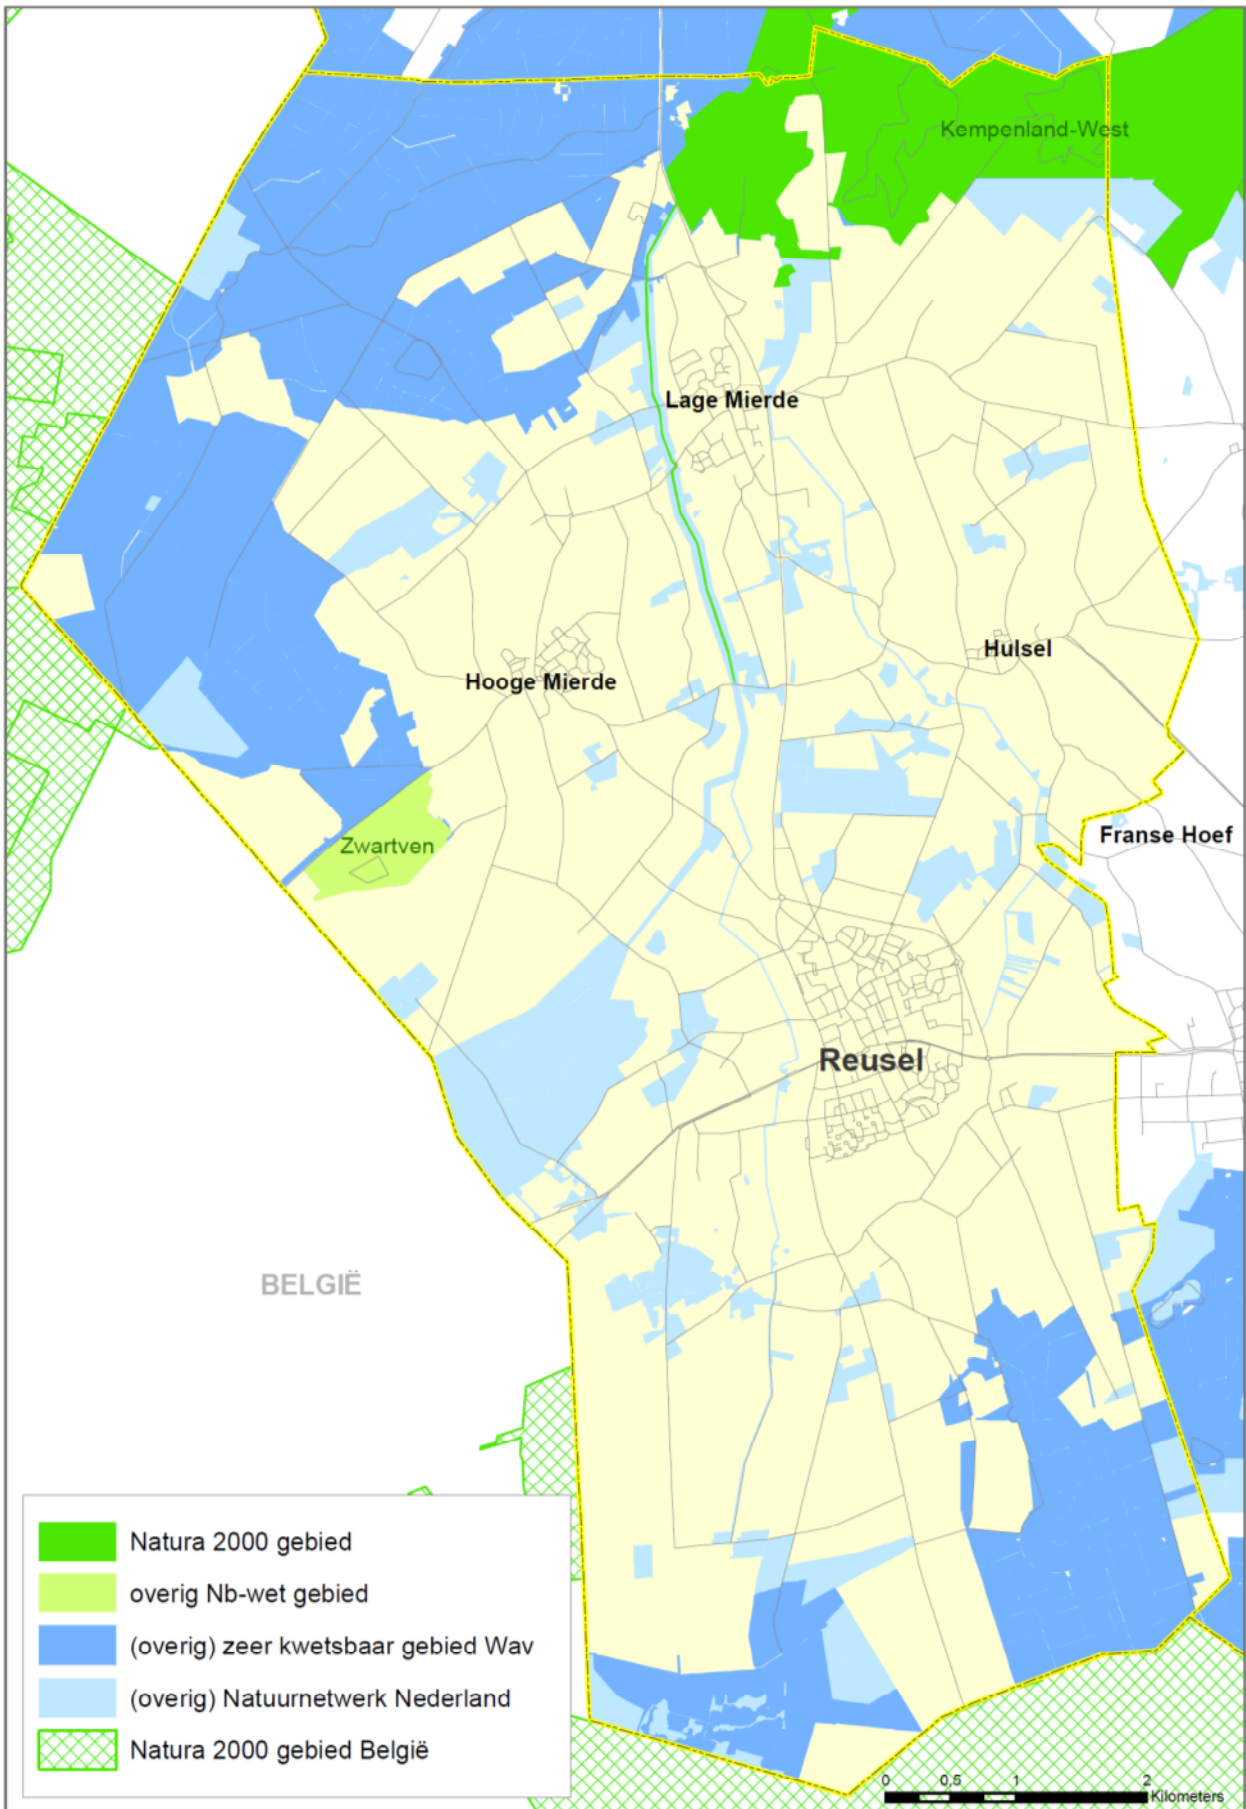 Kempenland-West
Lage Mierde
Hulsel
Hooge Mierde
Franse Hoef
Zwartven
Reusel
BELGIË
Natura 2000 gebied
overig Nb-wet gebied
(overig) zeer kwetsbaar gebied Wav
(overig) Natuurnetwerk Nederland
Natura 2000 gebied België
0 0,5 1 2
Kilometers